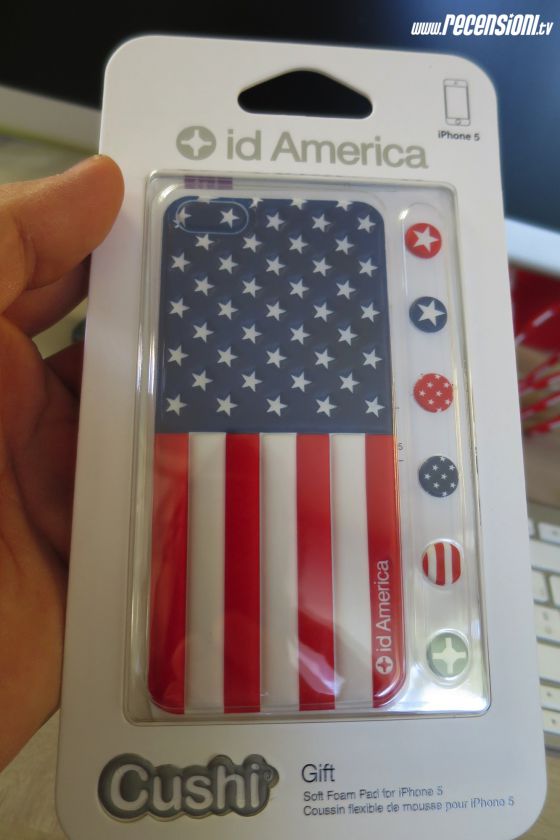 www.recensioni.tv
iPhone 5
id America
5
id America
Cushi
Gift
Soft Foam Pad for iPhone 5
Coussin flexible de mousse pour iPhone 5